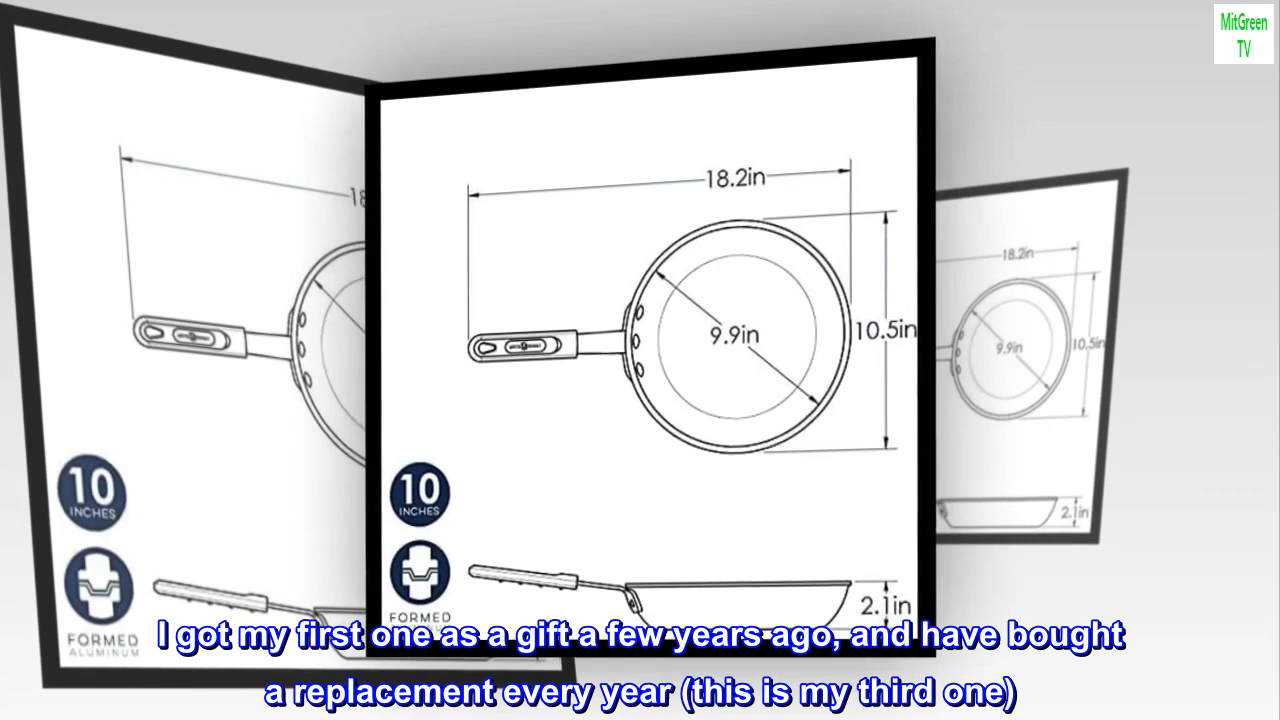 MitGreen
TV
18.2in
18
18.2in
9.9in
10.5in
9.9in
10.5in
10
INCHES
10
INCHES
2.1in
2.1in
FORMED
FORMED
ALUMINUM
I got my first one as a gift a few years ago, and have bought
a replacement every year (this is my third one)